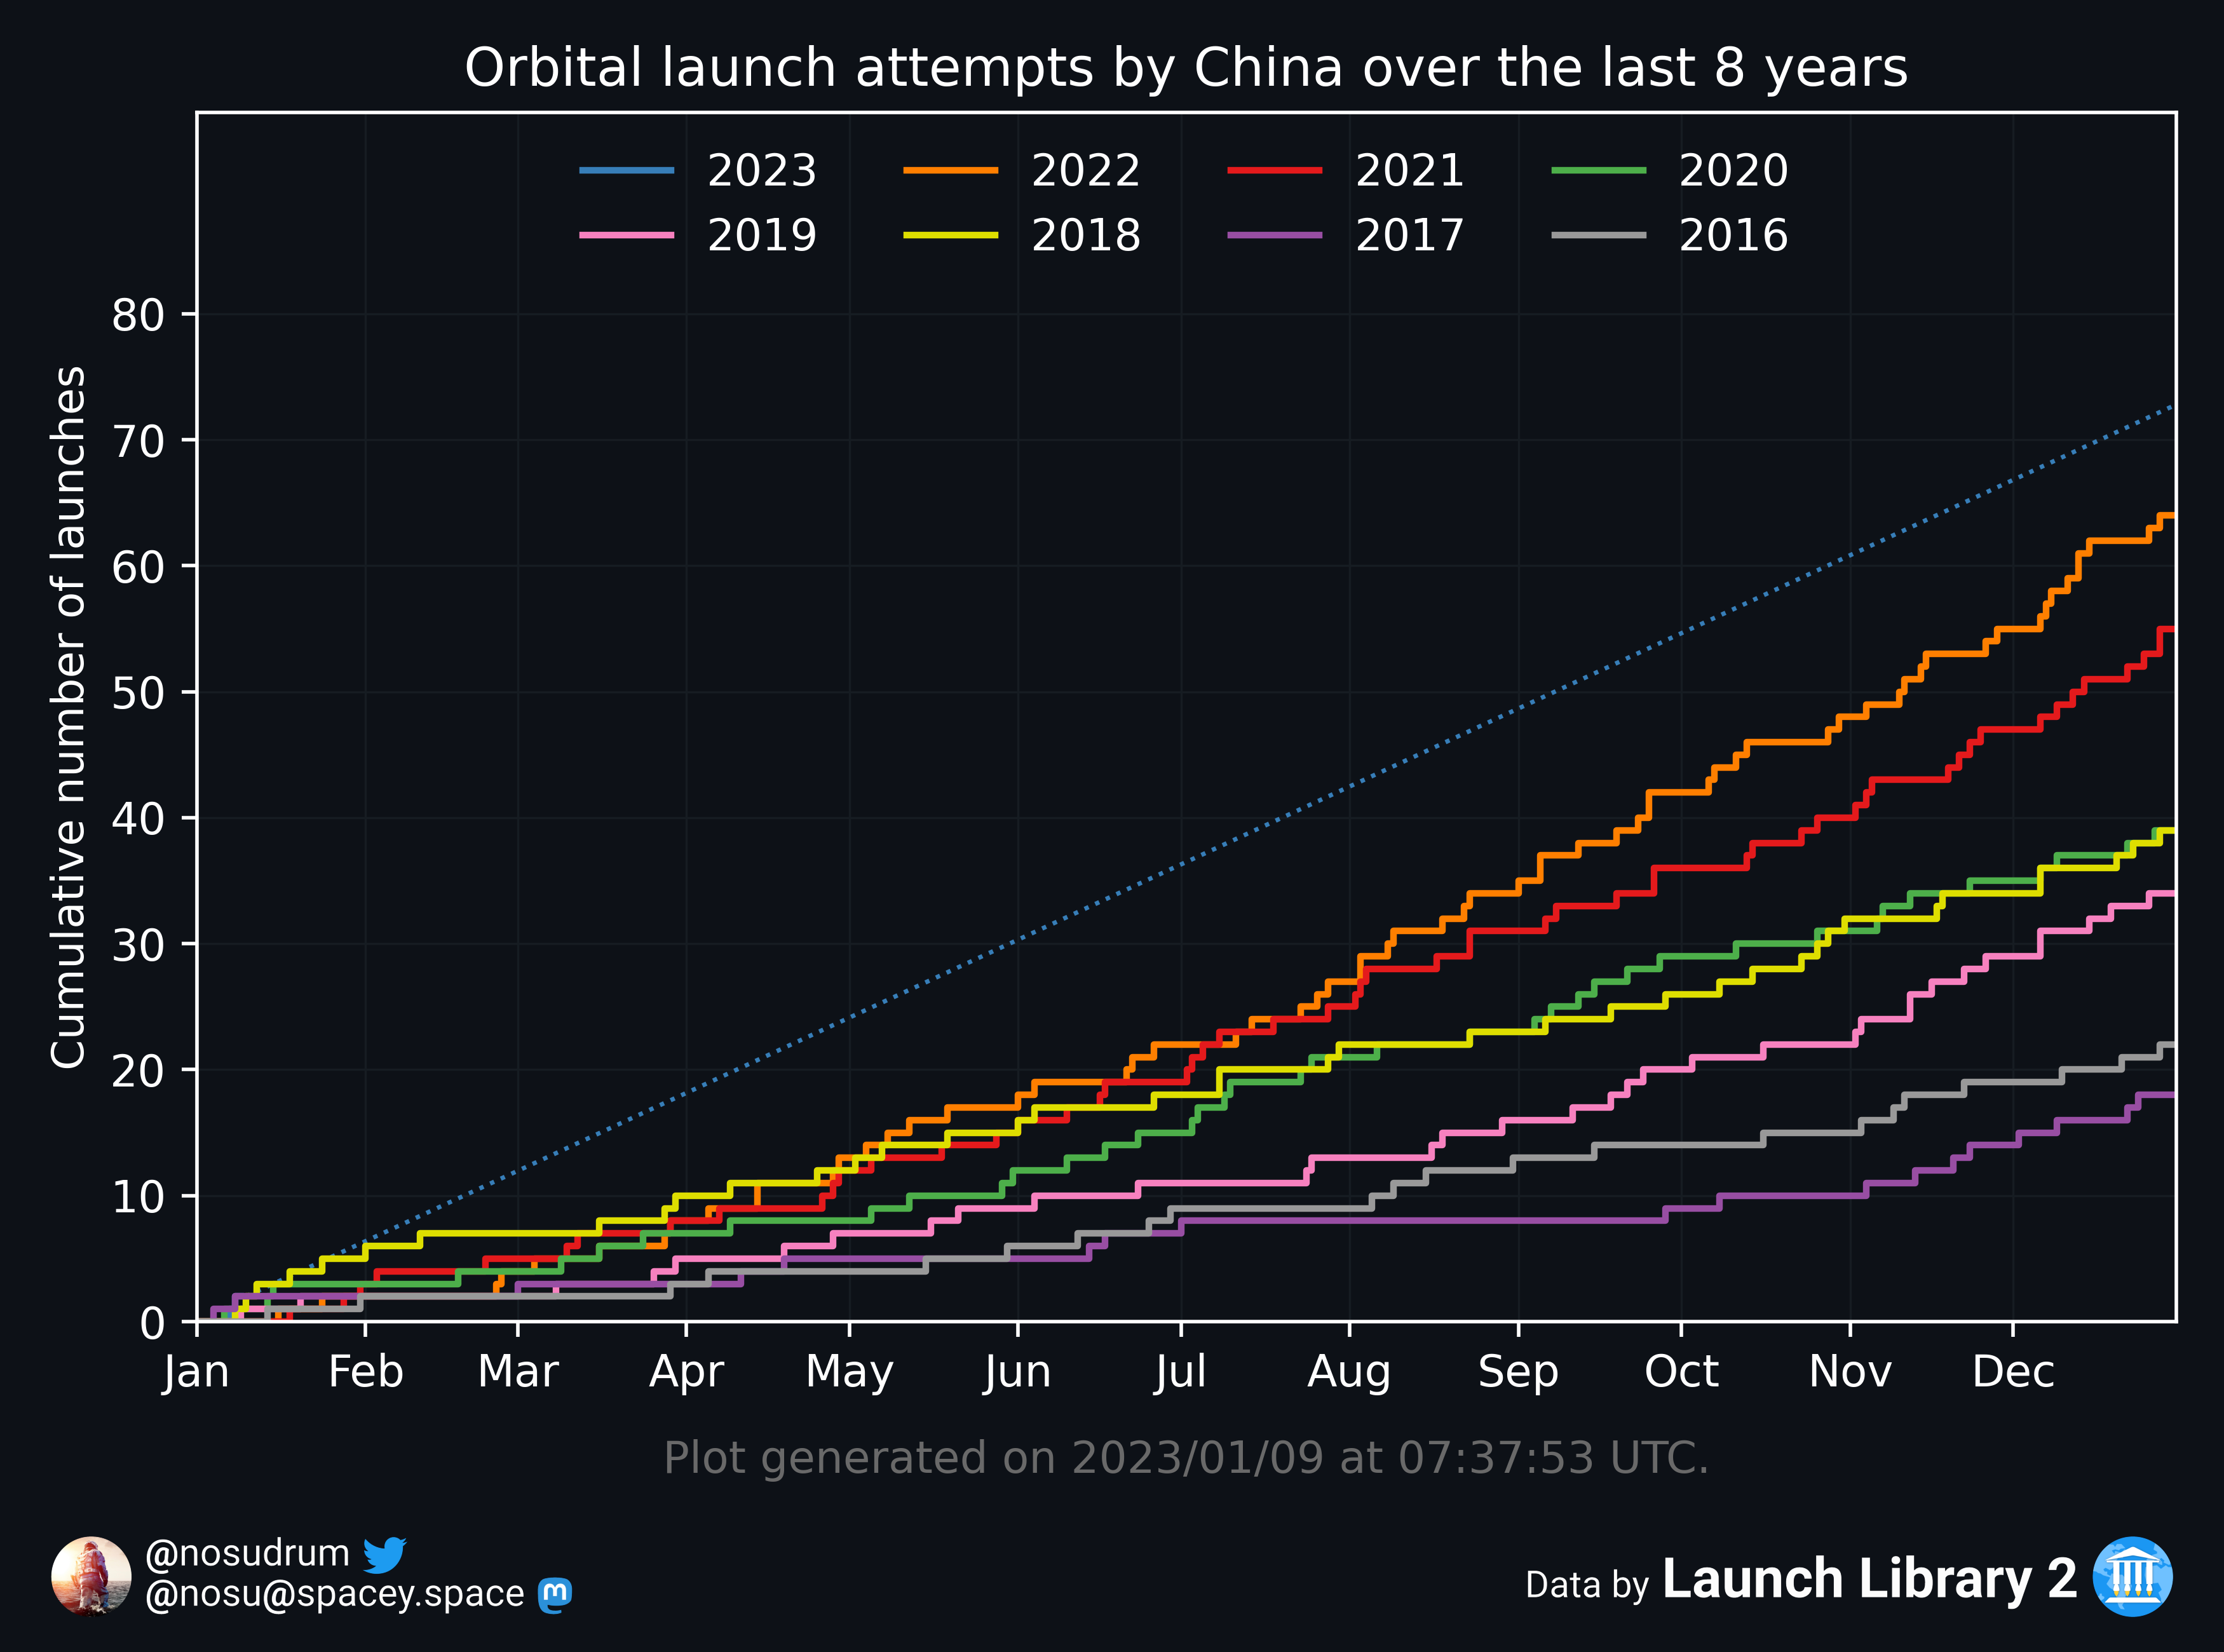 Orbital launch attempts by China over the last 8 years
2023 2022 2021 2020
2019 2018 2017 2016
Cumulative number of launches
80
70
60
50
40
30
20
10
0
Jan Feb Mar Apr May Jun Jul Aug Sep Oct Nov Dec
Plot generated on 2023/01/09 at 07:37:53 UTC.
@nosudrum
@nosu@spacey.space
Data by Launch Library 2